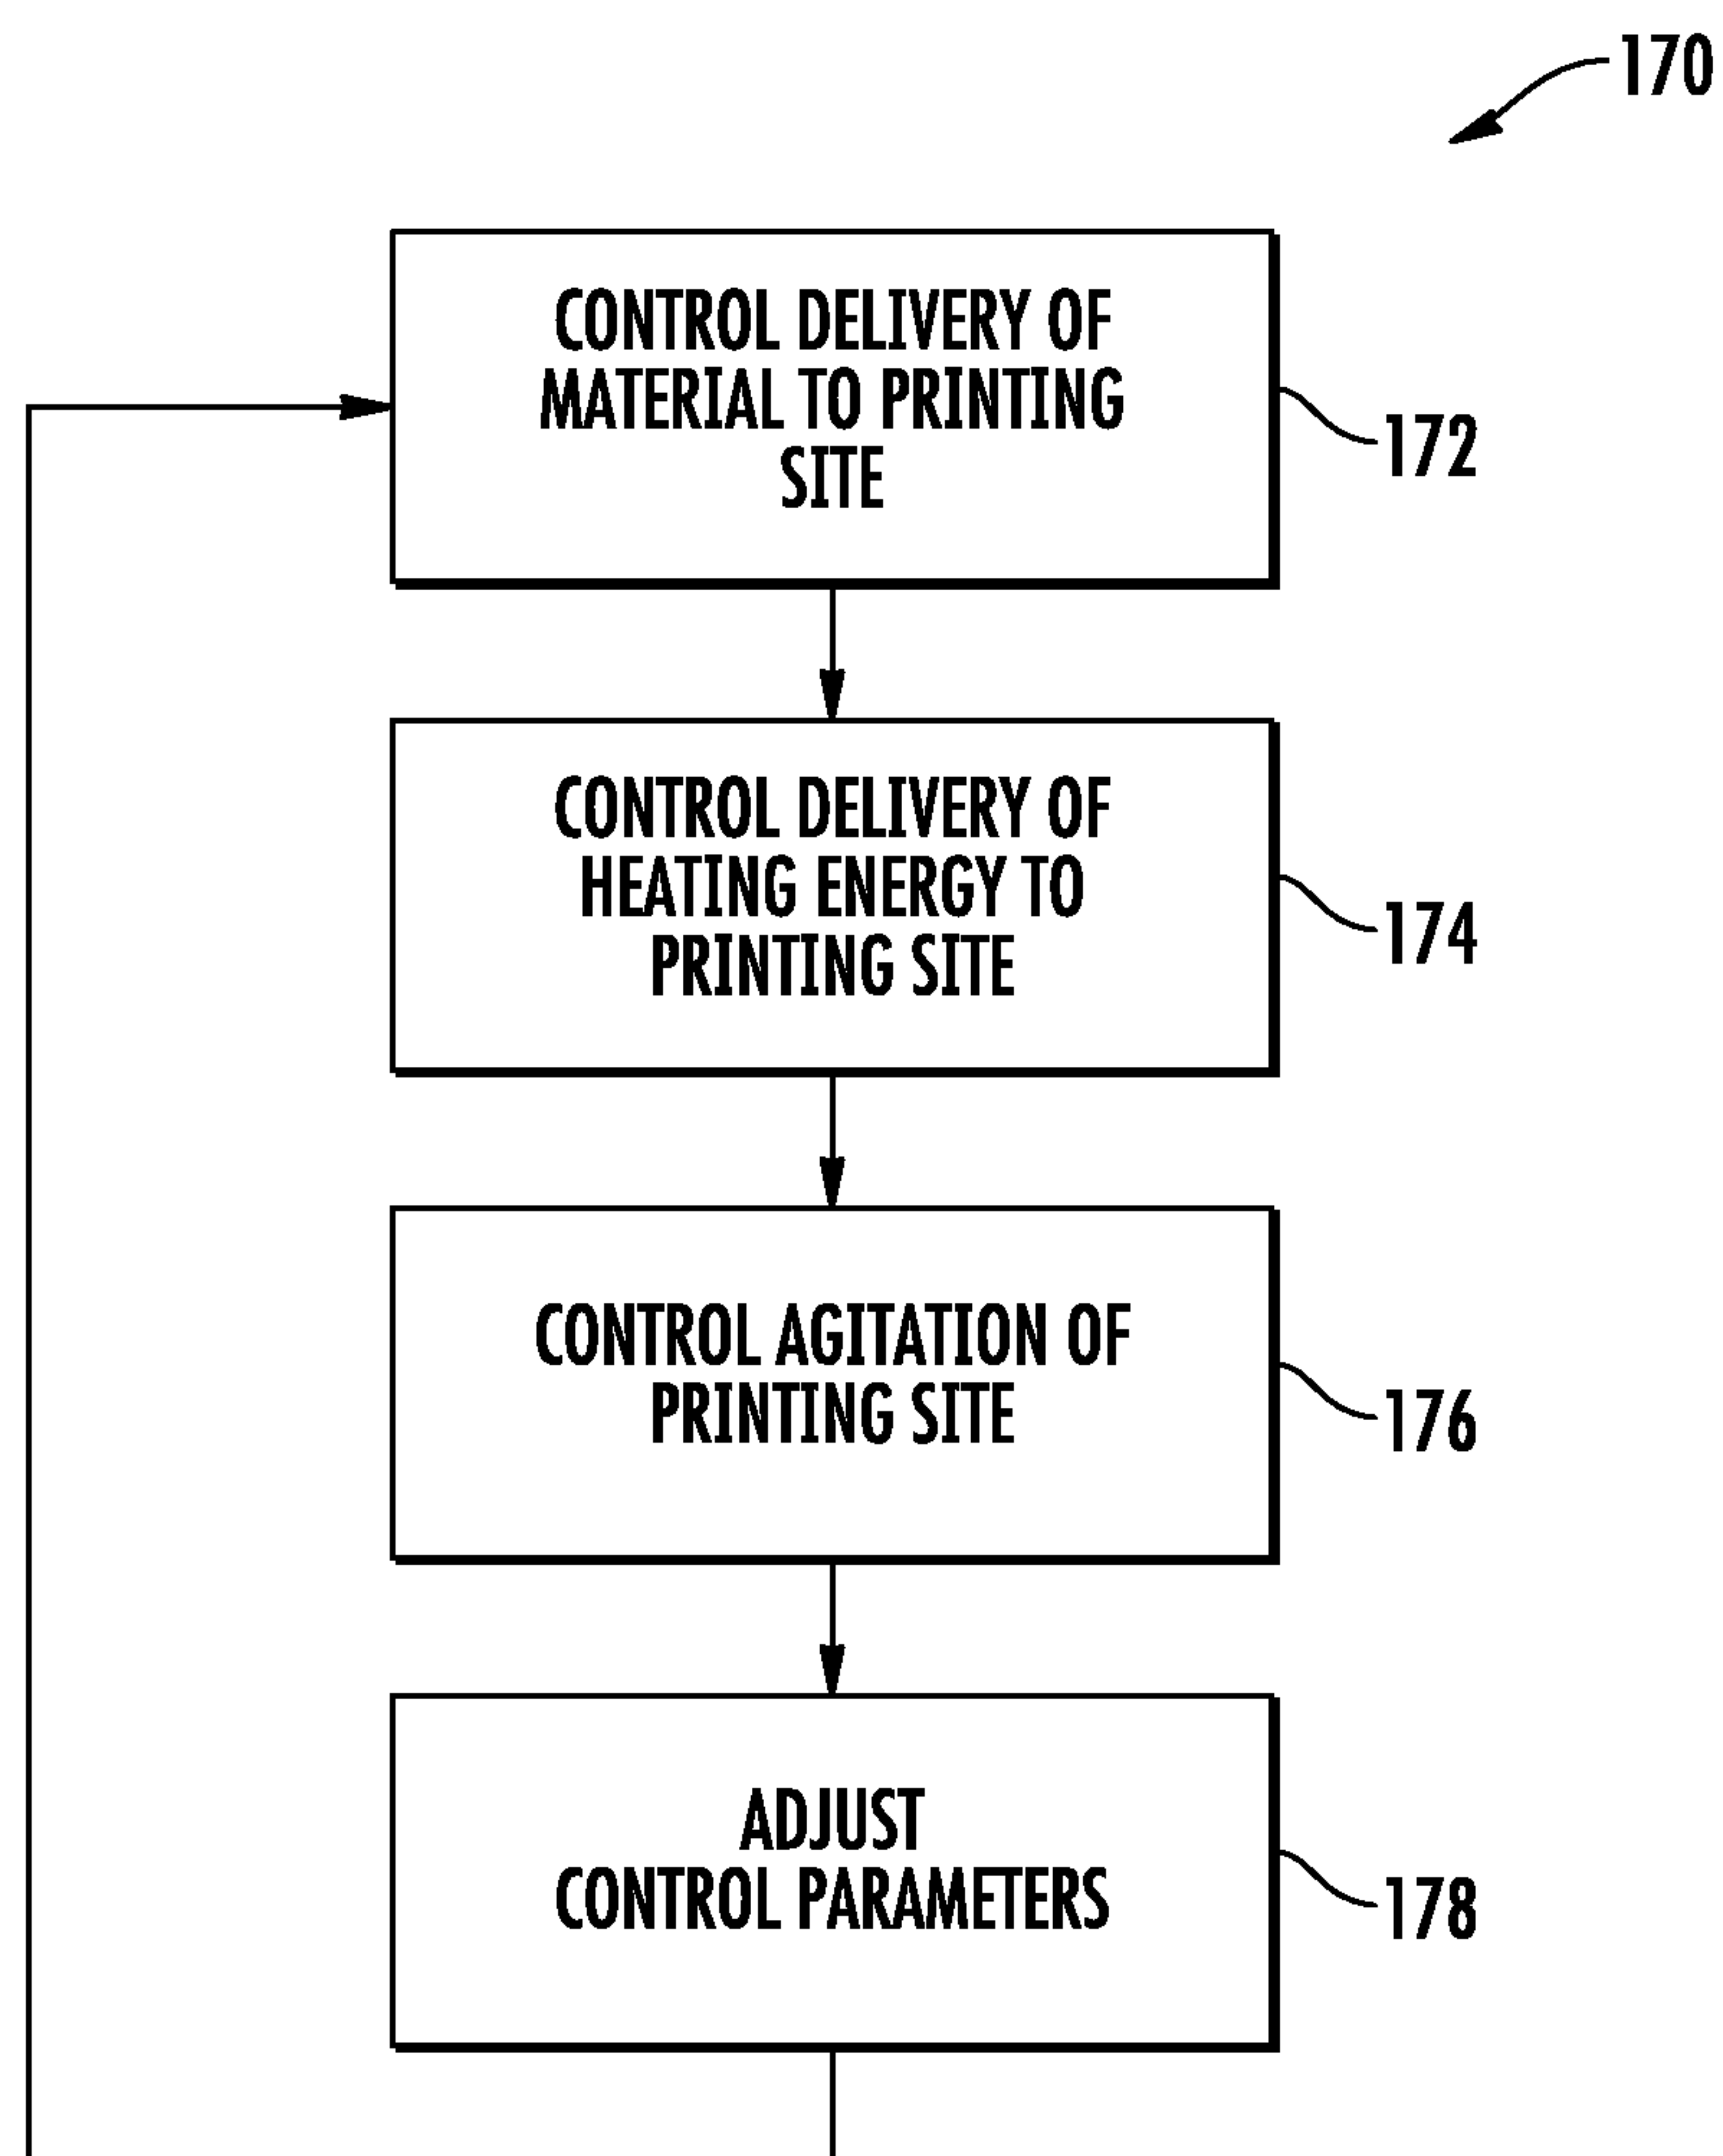 170
CONTROL DELIVERY OF
MATERIAL TO PRINTING
SITE
172
CONTROL DELIVERY OF
HEATING ENERGY TO
PRINTING SITE
174
CONTROL AGITATION OF
PRINTING SITE
176
ADJUST
CONTROL PARAMETERS
178